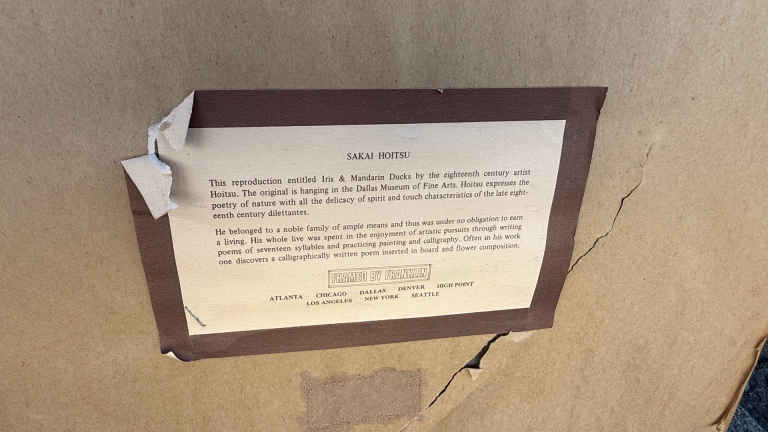 SAKAI HOITSU
This reproduction entitled Iris & Mandarin Ducks by the eighteenth century artist
Hoitsu. The original is hanging in the Dallas Museum of Fine Arts. Hoitsu expresses the
poetry of nature with all the delicacy of spirit and touch characteristics of the late eight-
eenth century dilettantes.
He belonged to a noble family of ample means and thus was under no obligation to earn
a living. His whole live was spent in the enjoyment of artistic pursuits through writing
poems of seventeen syllables and practicing painting and calligraphy. Often in his work
one discovers a calligraphically written poem inserted in board and flower composition.
FRAMED BY FRANKLIN
ATLANTA CHICAGO DALLAS DENVER HIGH POINT
LOS ANGELES NEW YORK SEATTLE